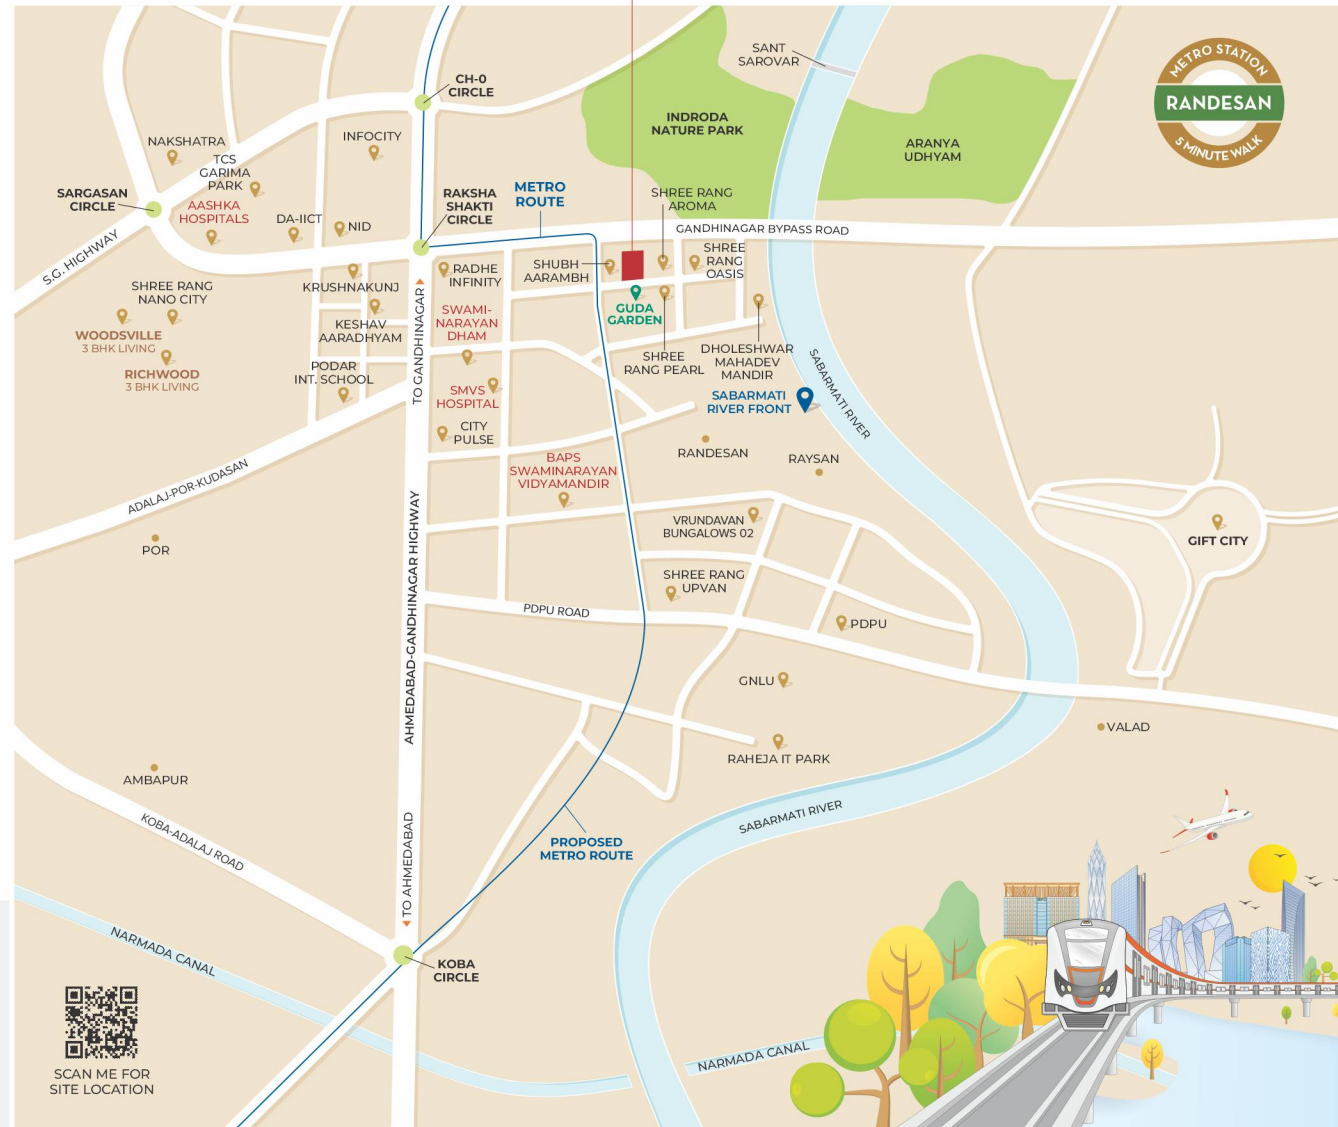 SANT
SAROVAR
METRO STATION
RANDESAN
5 MINUTE WALK
CH-0
CIRCLE
INDRODA
NATURE PARK
ARANYA
UDHYAM
NAKSHATRA
INFOCITY
TCS
GARIMA
PARK
SARGASAN
CIRCLE
AASHKA
HOSPITALS
DA-IICT
NID
RAKSHA
SHAKTI
CIRCLE
METRO
ROUTE
SHREE RANG
AROMA
GANDHINAGAR BYPASS ROAD
S.G. HIGHWAY
SHREE RANG
NANO CITY
WOODSVILLE
3 BHK LIVING
RICHWOOD
3 BHK LIVING
KRUSHNAKUNJ
KESHAV
AARADHYAM
PODAR
INT. SCHOOL
TO GANDHINAGAR
RADHE
INFINITY
SHUBH
AARAMBH
SHREE
RANG
OASIS
GUDA
GARDEN
SWAMI-
NARAYAN
DHAM
SHREE
RANG PEARL
DHOLESHWAR
MAHADEV
MANDIR
SMVS
HOSPITAL
CITY
PULSE
SABARMATI
RIVER FRONT
SABARMATI RIVER
RANDESAN
RAYSAN
BAPS
SWAMINARAYAN
VIDYAMANDIR
ADALAJ-POR-KUDASAN
POR
AHMEDABAD-GANDHINAGAR HIGHWAY
VRUNDAVAN
BUNGALOWS 02
GIFT CITY
SHREE RANG
UPVAN
PDPU ROAD
PDPU
GNLU
VALAD
RAHEJA IT PARK
AMBAPUR
KOBA-ADALAJ ROAD
SABARMATI RIVER
PROPOSED
METRO ROUTE
TO AHMEDABAD
NARMADA CANAL
KOBA
CIRCLE
NARMADA CANAL
SCAN ME FOR
SITE LOCATION